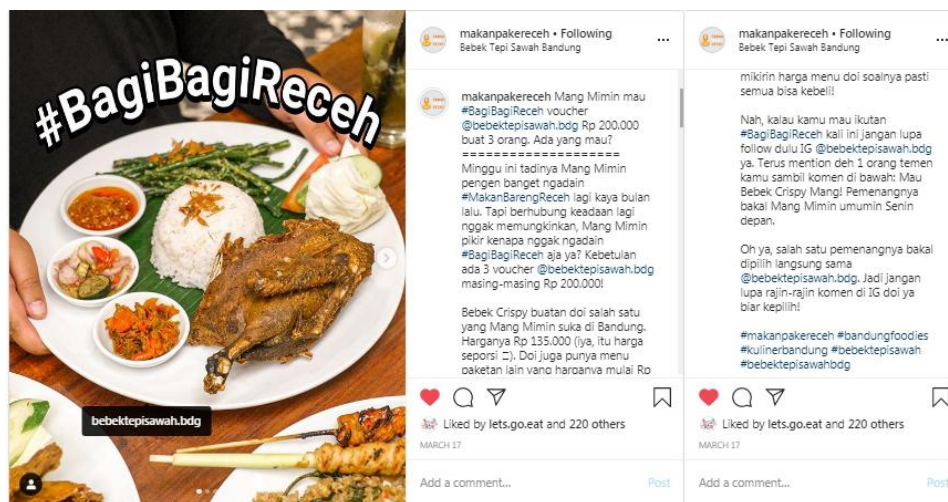 #BagiBagiReceh
bebektepisawah.bdg
makanpakereceh • Following
Bebek Tepi Sawah Bandung
makanpakereceh Mang Mimin mau
#BagiBagiReceh voucher
@bebektepisawah.bdg Rp 200.000
buat 3 orang. Ada yang mau?
===================
Minggu ini tadinya Mang Mimin
pengen banget ngadain
#MakanBarengReceh lagi kaya bulan
lalu. Tapi berhubung keadaan lagi
nggak memungkinkan, Mang Mimin
pikir kenapa nggak ngadain
#BagiBagiReceh aja ya? Kebetulan
ada 3 voucher @bebektepisawah.bdg
masing-masing Rp 200.000!
Bebek Crispy buatan doi salah satu
yang Mang Mimin suka di Bandung.
Harganya Rp 135.000 (iya, itu harga
seporsi). Doi juga punya menu
paketan lain yang harganya mulai Rp
Liked by lets.go.eat and 220 others
MARCH 17
Add a comment...
Post
makanpakereceh • Following
Bebek Tepi Sawah Bandung
mikirin harga menu doi soalnya pasti
semua bisa kebeli!
Nah, kalau kamu mau ikutan
#BagiBagiReceh kali ini jangan lupa
follow dulu IG @bebektepisawah.bdg
ya. Terus mention deh 1 orang temen
kamu sambil komen di bawah: Mau
Bebek Crispy Mang! Pemenangnya
bakal Mang Mimin umumin Senin
depan.
Oh ya, salah satu pemenangnya bakal
dipilih langsung sama
@bebektepisawah.bdg. Jadi jangan
lupa rajin-rajin komen di IG doi ya
biar kepilih!
#makanpakereceh #bandungfoodies
#kulinerbandung #bebektepisawah
#bebektepisawahbdg
Liked by lets.go.eat and 220 others
MARCH 17
Add a comment...
Post